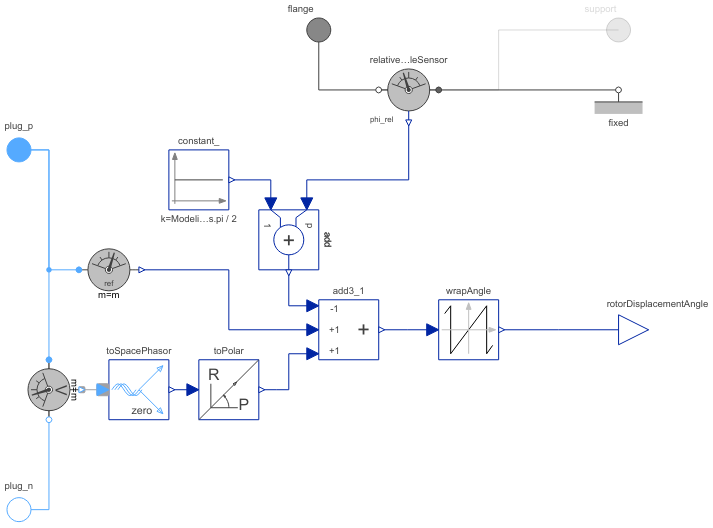 flange
support
relative...leSensor
phi_rel
fixed
plug_p
constant_
k=Modeli...s.pi / 2
1
p
add
+
ref
m=m
add3_1
-1
+1
+
+1
wrapAngle
rotorDisplacementAngle
toSpacePhasor
toPolar
m=m
zero
R
P
plug_n